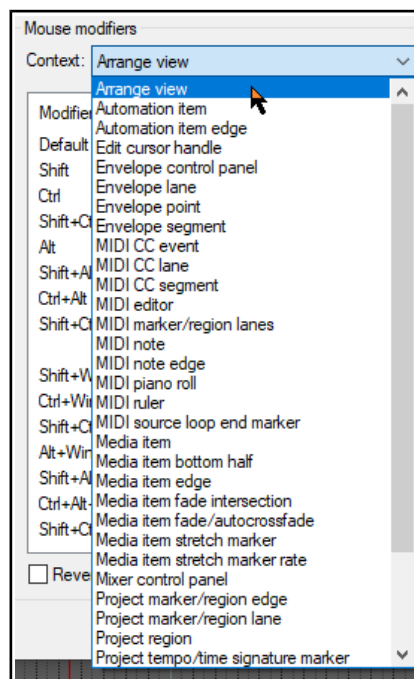 Mouse modifiers
Context: Arrange view
Arrange view
Automation item
Automation item edge
Edit cursor handle
Envelope control panel
Envelope lane
Envelope point
Envelope segment
MIDI CC event
MIDI CC lane
MIDI CC segment
MIDI editor
MIDI marker/region lanes
MIDI note
MIDI note edge
MIDI piano roll
MIDI ruler
MIDI source loop end marker
Media item
Media item bottom half
Media item edge
Media item fade intersection
Media item fade/autocrossfade
Media item stretch marker
Media item stretch marker rate
Mixer control panel
Project marker/region edge
Project marker/region lane
Project region
Project tempo/time signature marker
Modifier
Default
Shift
Ctrl
Shift+Ct
Alt
Shift+Al
Ctrl+Alt
Shift+Ct
Shift+W
Ctrl+Win
Shift+Ct
Alt+Win
Shift+Al
Ctrl+Alt+
Shift+Ct
Reve